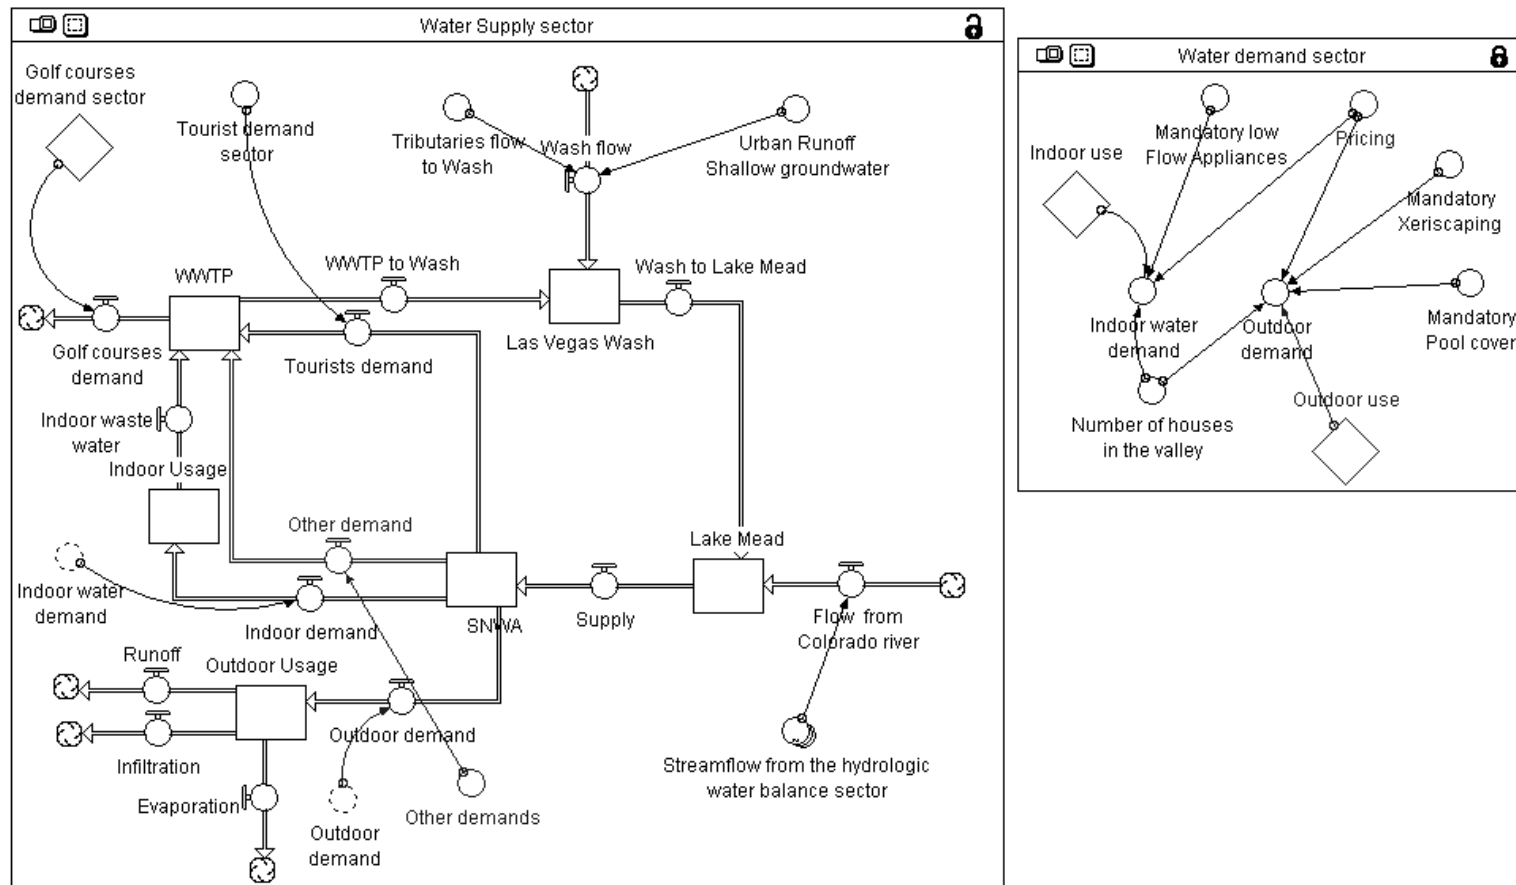 Water Supply sector
Golf courses
demand sector
Tourist demand
sector
Tributaries flow
to Wash
Wash flow
Urban Runoff
Shallow groundwater
WWTP
WWTP to Wash
Wash to Lake Mead
Golf courses
demand
Tourists demand
Las Vegas Wash
Indoor waste
water
Indoor Usage
Other demand
Lake Mead
Indoor water
demand
Indoor demand
SNWA
Supply
Flow from
Colorado river
Runoff
Outdoor Usage
Outdoor demand
Infiltration
Evaporation
Outdoor
demand
Other demands
Streamflow from the hydrologic
water balance sector
Water demand sector
Mandatory low
Flow Appliances
Pricing
Indoor use
Mandatory
Xeriscaping
Indoor water
demand
Outdoor
demand
Mandatory
Pool cover
Number of houses
in the valley
Outdoor use